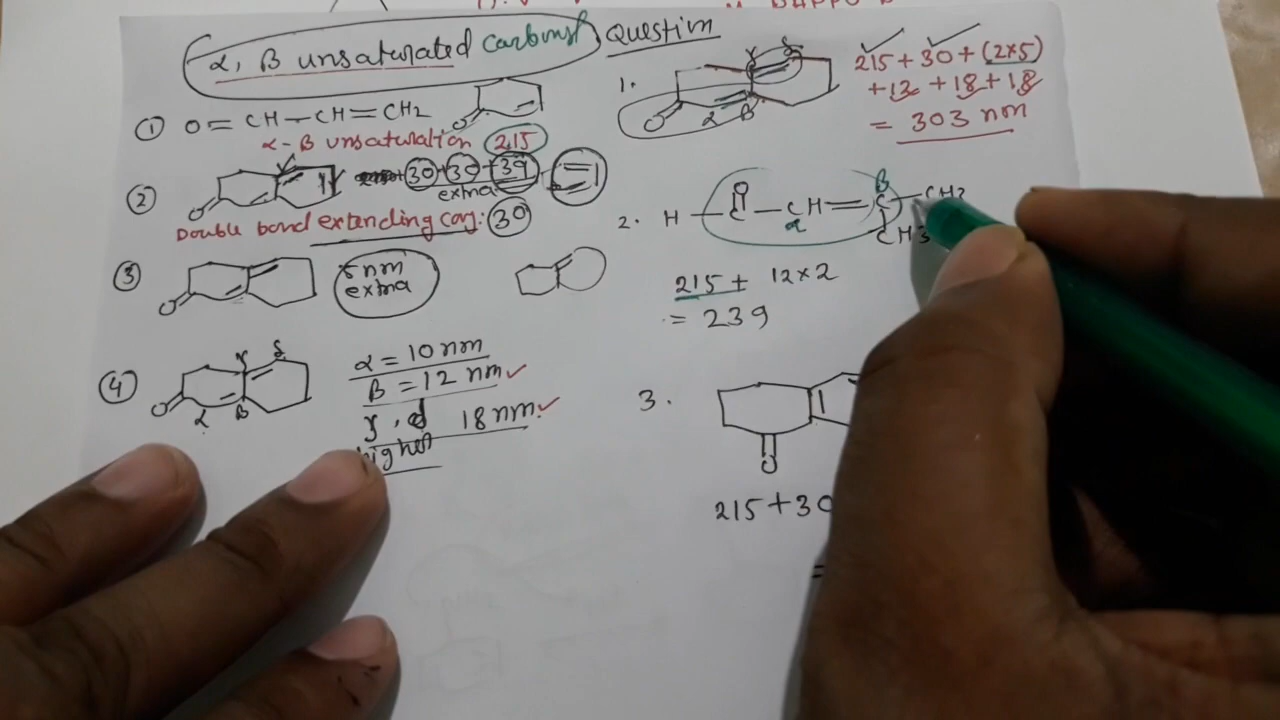 α, β unsaturated carbonyl Question
① O = CH - CH = CH2
O
α - β unsaturation 215
② +30 +30 +39
extra
O
Double bond extending conj: 30
③ 5nm
extra
O
④ γ δ
O α β
α = 10 nm
β = 12 nm ✓
γ, d 18 nm ✓
higher
1. γ δ
O α β
215 + 30 + (2×5)
+ 12 + 18 + 18
= 303 nm
2. H - C - CH = C - CH3
O α β
CH3
215 + 12×2
= 239
3.
O
215 + 30
=